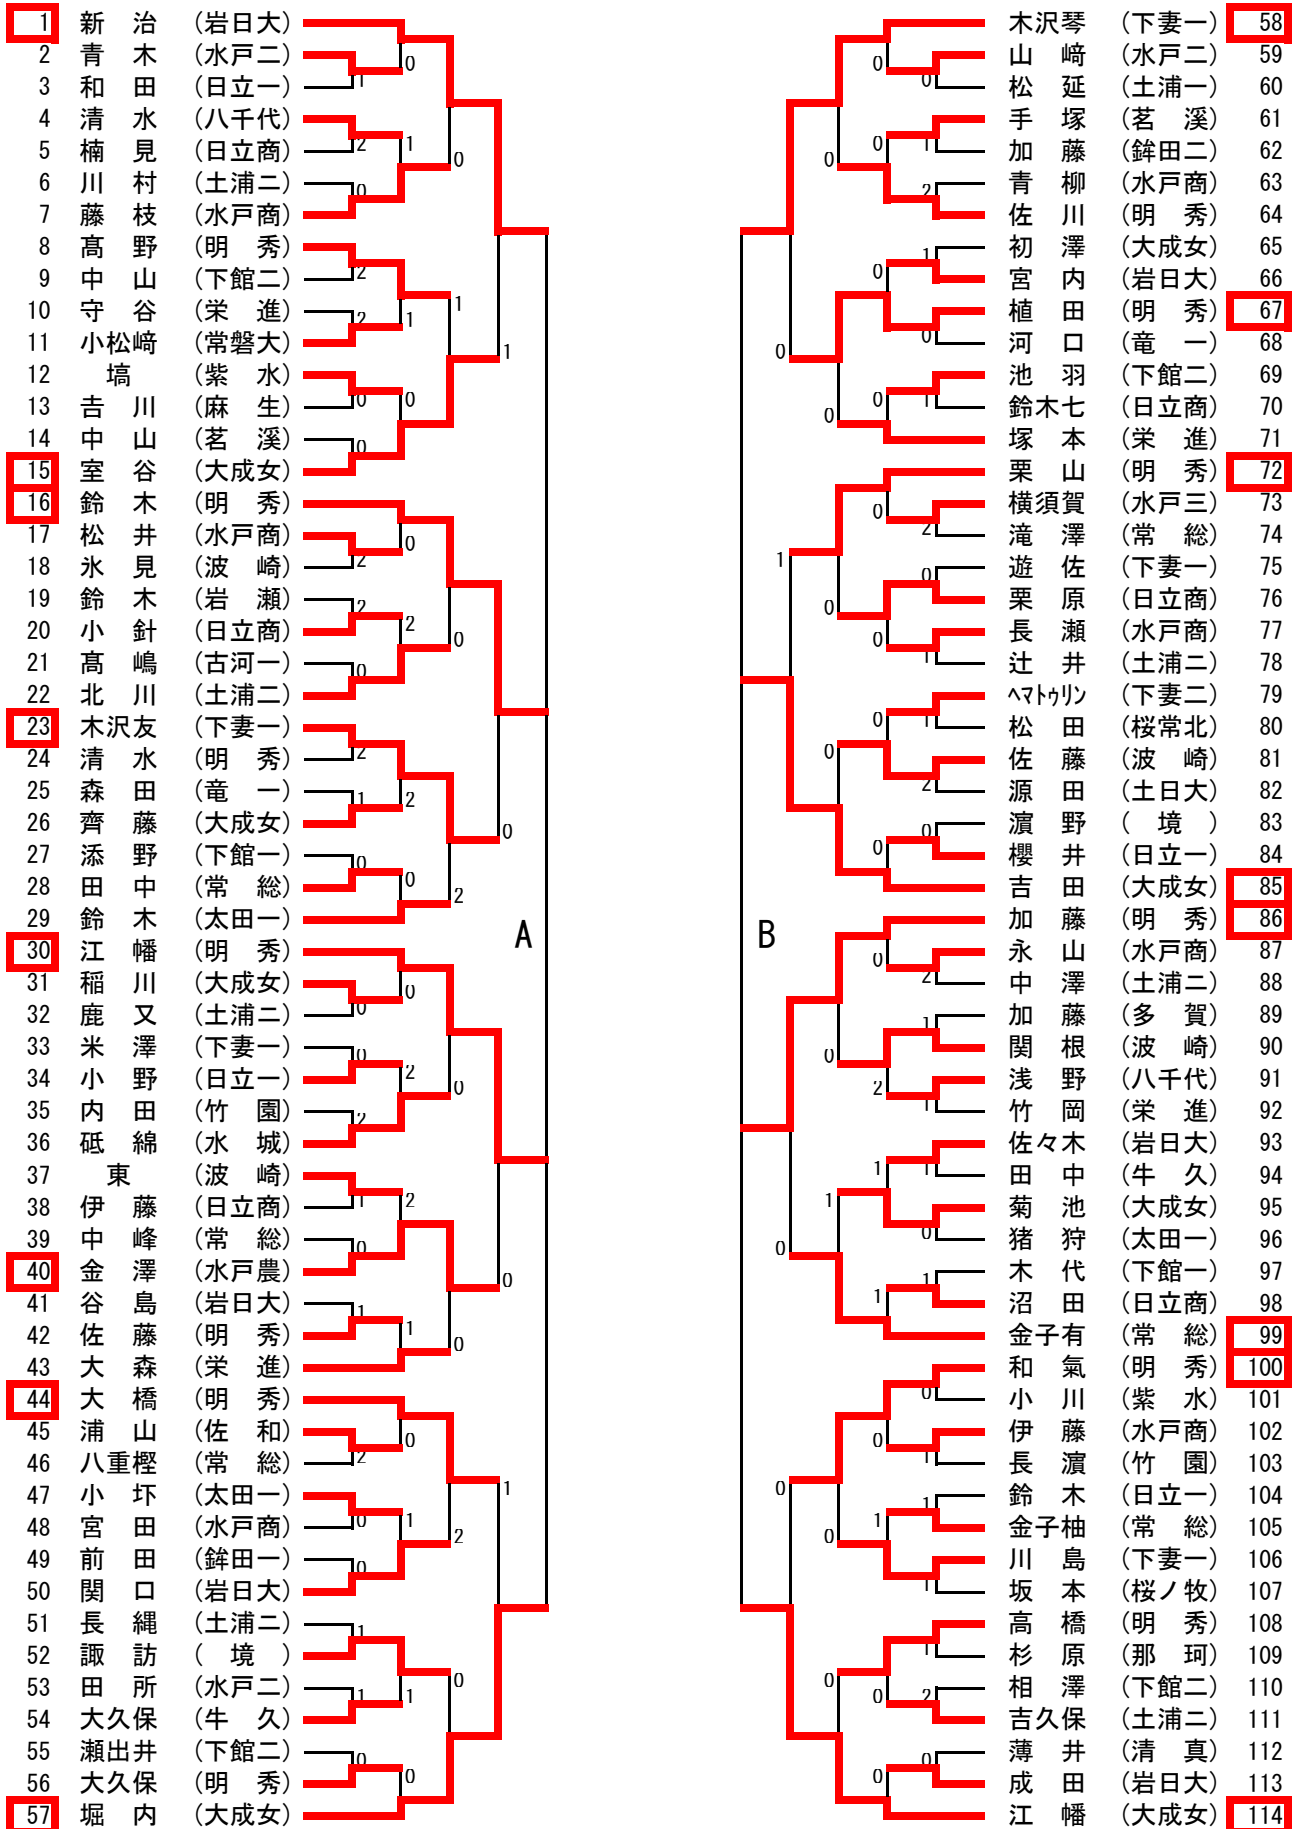 1 新 治 (岩日大)
2 青 木 (水戸二)
3 和 田 (日立一)
4 清 水 (八千代)
5 楠 見 (日立商)
6 川 村 (土浦二)
7 藤 枝 (水戸商)
8 髙 野 (明 秀)
9 中 山 (下館二)
10 守 谷 (栄 進)
11 小松﨑 (常磐大)
12 塙 (紫 水)
13 𠮷 川 (麻 生)
14 中 山 (茗 溪)
15 室 谷 (大成女)
16 鈴 木 (明 秀)
17 松 井 (水戸商)
18 氷 見 (波 崎)
19 鈴 木 (岩 瀬)
20 小 針 (日立商)
21 髙 嶋 (古河一)
22 北 川 (土浦二)
23 木沢友 (下妻一)
24 清 水 (明 秀)
25 森 田 (竜 一)
26 齊 藤 (大成女)
27 添 野 (下館一)
28 田 中 (常 総)
29 鈴 木 (太田一)
30 江 幡 (明 秀)
31 稲 川 (大成女)
32 鹿 又 (土浦二)
33 米 澤 (下妻一)
34 小 野 (日立一)
35 内 田 (竹 園)
36 砥 綿 (水 城)
37 東 (波 崎)
38 伊 藤 (日立商)
39 中 峰 (常 総)
40 金 澤 (水戸農)
41 谷 島 (岩日大)
42 佐 藤 (明 秀)
43 大 森 (栄 進)
44 大 橋 (明 秀)
45 浦 山 (佐 和)
46 八重樫 (常 総)
47 小 圷 (太田一)
48 宮 田 (水戸商)
49 前 田 (鉾田一)
50 関 口 (岩日大)
51 長 縄 (土浦二)
52 諏 訪 ( 境 )
53 田 所 (水戸二)
54 大久保 (牛 久)
55 瀬出井 (下館二)
56 大久保 (明 秀)
57 堀 内 (大成女)
A
B
木沢琴 (下妻一) 58
山 﨑 (水戸二) 59
松 延 (土浦一) 60
手 塚 (茗 溪) 61
加 藤 (鉾田二) 62
青 柳 (水戸商) 63
佐 川 (明 秀) 64
初 澤 (大成女) 65
宮 内 (岩日大) 66
植 田 (明 秀) 67
河 口 (竜 一) 68
池 羽 (下館二) 69
鈴木七 (日立商) 70
塚 本 (栄 進) 71
栗 山 (明 秀) 72
横須賀 (水戸三) 73
滝 澤 (常 総) 74
遊 佐 (下妻一) 75
栗 原 (日立商) 76
長 瀬 (水戸商) 77
辻 井 (土浦二) 78
ヘマトゥリン (下妻二) 79
松 田 (桜常北) 80
佐 藤 (波 崎) 81
源 田 (土日大) 82
濵 野 ( 境 ) 83
櫻 井 (日立一) 84
吉 田 (大成女) 85
加 藤 (明 秀) 86
永 山 (水戸商) 87
中 澤 (土浦二) 88
加 藤 (多 賀) 89
関 根 (波 崎) 90
浅 野 (八千代) 91
竹 岡 (栄 進) 92
佐々木 (岩日大) 93
田 中 (牛 久) 94
菊 池 (大成女) 95
猪 狩 (太田一) 96
木 代 (下館一) 97
沼 田 (日立商) 98
金子有 (常 総) 99
和 氣 (明 秀) 100
小 川 (紫 水) 101
伊 藤 (水戸商) 102
長 濵 (竹 園) 103
鈴 木 (日立一) 104
金子柚 (常 総) 105
川 島 (下妻一) 106
坂 本 (桜ノ牧) 107
高 橋 (明 秀) 108
杉 原 (那 珂) 109
相 澤 (下館二) 110
吉久保 (土浦二) 111
薄 井 (清 真) 112
成 田 (岩日大) 113
江 幡 (大成女) 114